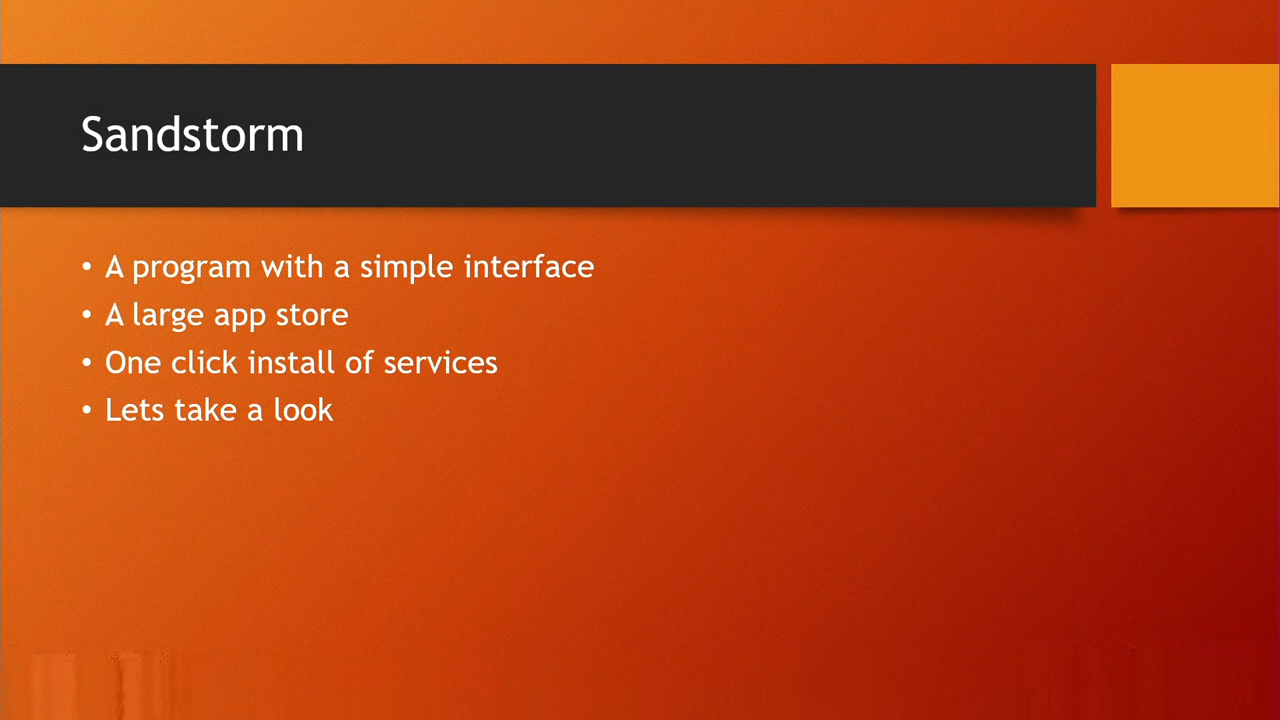 Sandstorm
• A program with a simple interface
• A large app store
• One click install of services
• Lets take a look